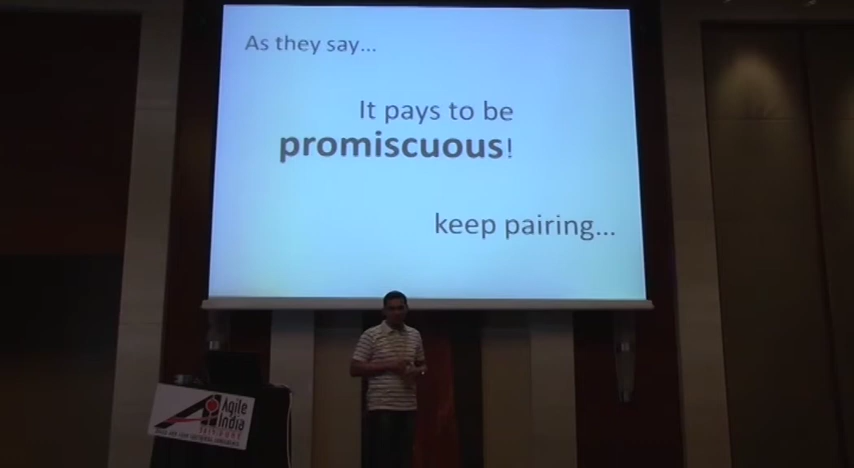 As they say...
It pays to be
promiscuous!
keep pairing...
Agile
India